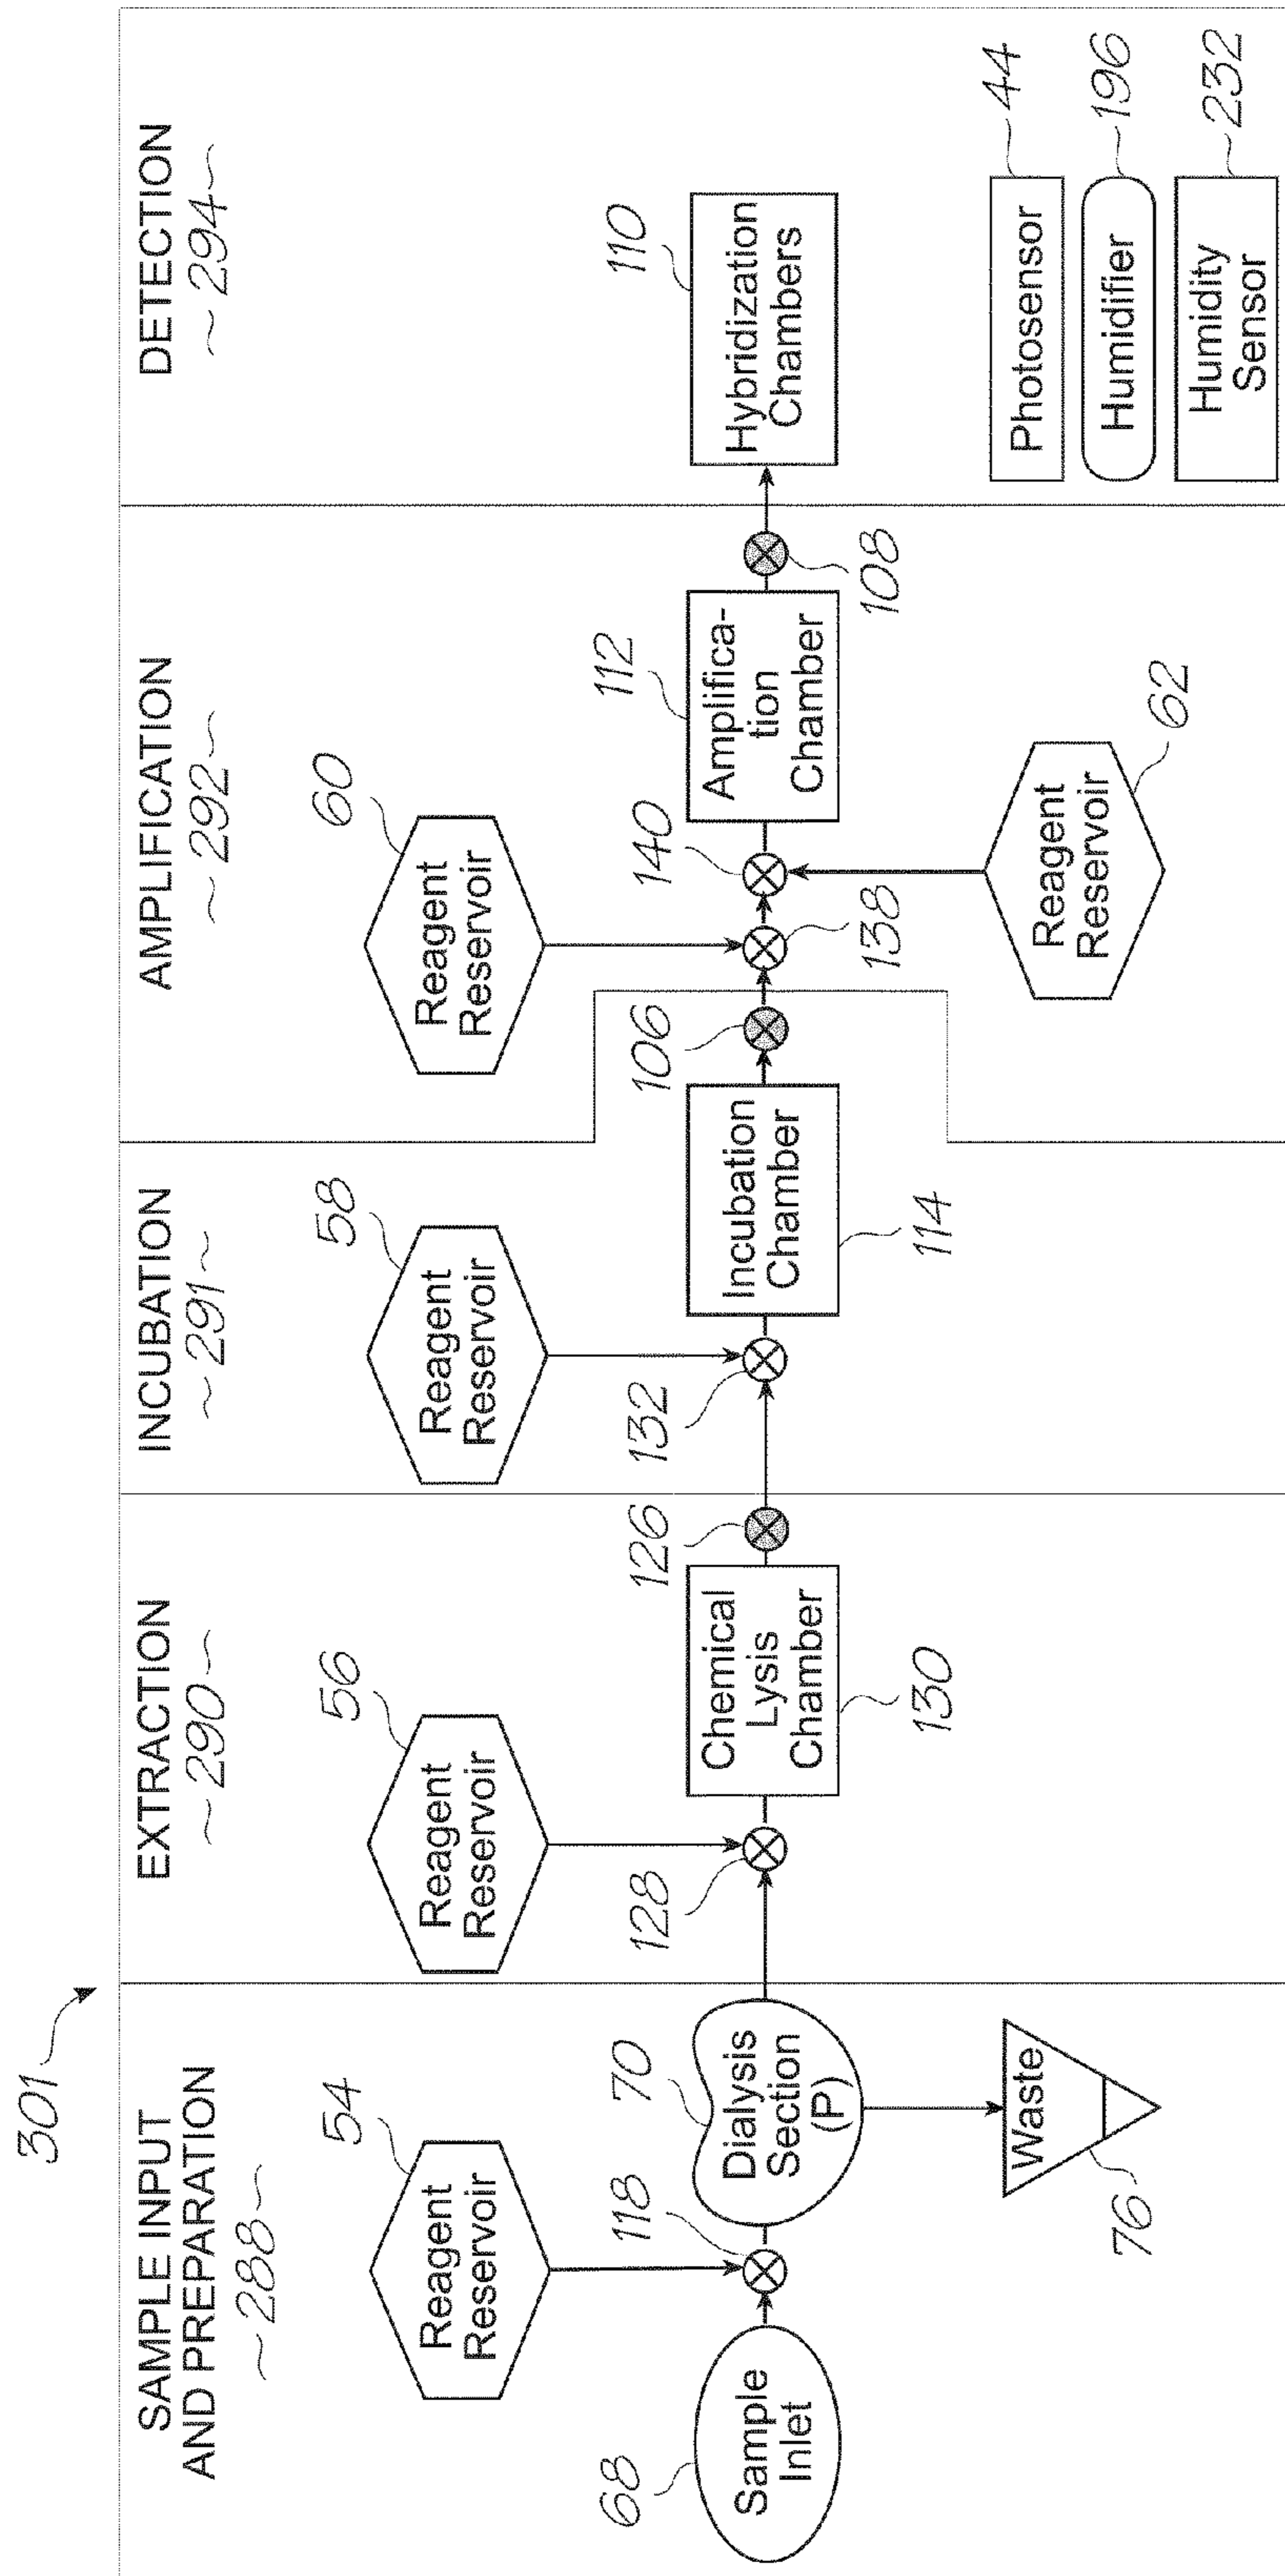 301
SAMPLE INPUT
AND PREPARATION
~ 288 ~
EXTRACTION
~ 290 ~
INCUBATION
~ 291 ~
AMPLIFICATION
~ 292 ~
DETECTION
~ 294 ~
54
Reagent
Reservoir
56
Reagent
Reservoir
58
Reagent
Reservoir
60
Reagent
Reservoir
68
Sample
Inlet
118
70
Dialysis
Section
(P)
128
Chemical
Lysis
Chamber
130
126
132
Incubation
Chamber
114
106
138
140
112
Amplifica-
tion
Chamber
108
110
Hybridization
Chambers
Waste
76
Reagent
Reservoir
62
Photosensor
44
Humidifier
196
Humidity
Sensor
232